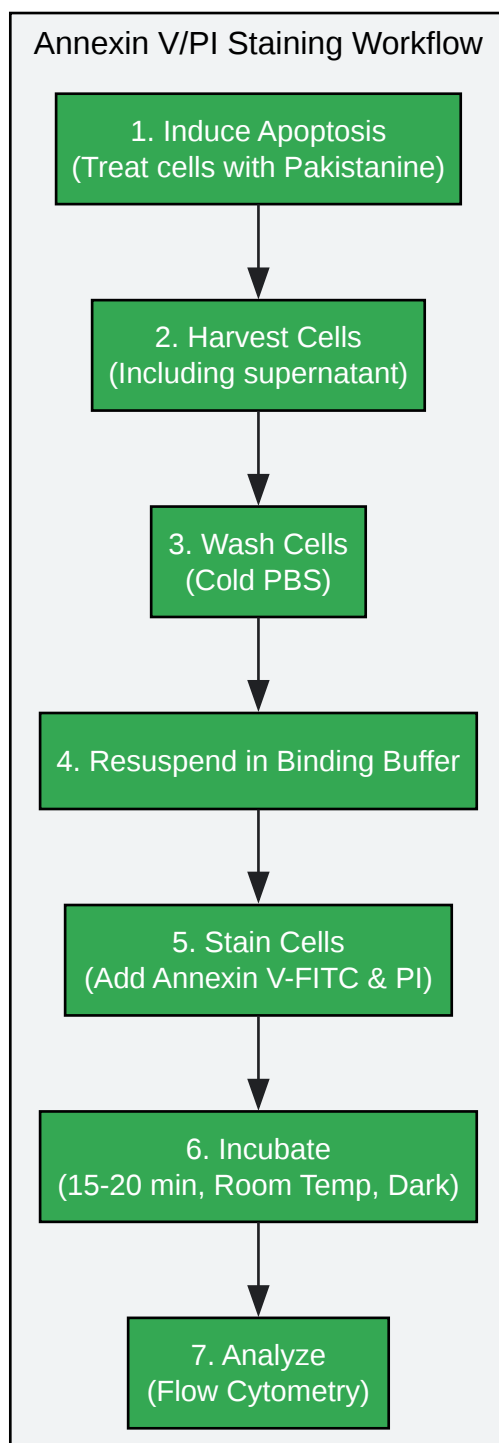 Annexin V/PI Staining Workflow
1. Induce Apoptosis
(Treat cells with Pakistanine)
2. Harvest Cells
(Including supernatant)
3. Wash Cells
(Cold PBS)
4. Resuspend in Binding Buffer
5. Stain Cells
(Add Annexin V-FITC & PI)
6. Incubate
(15-20 min, Room Temp, Dark)
7. Analyze
(Flow Cytometry)